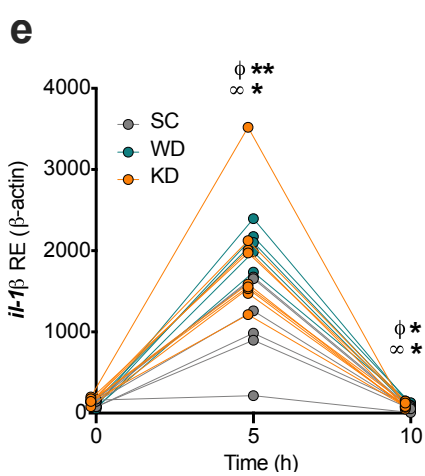 e
ϕ **
∞ *
4000
SC
WD
KD
3000
2000
1000
0
il-1β RE (β-actin)
ϕ *
∞ *
0 5 10
Time (h)